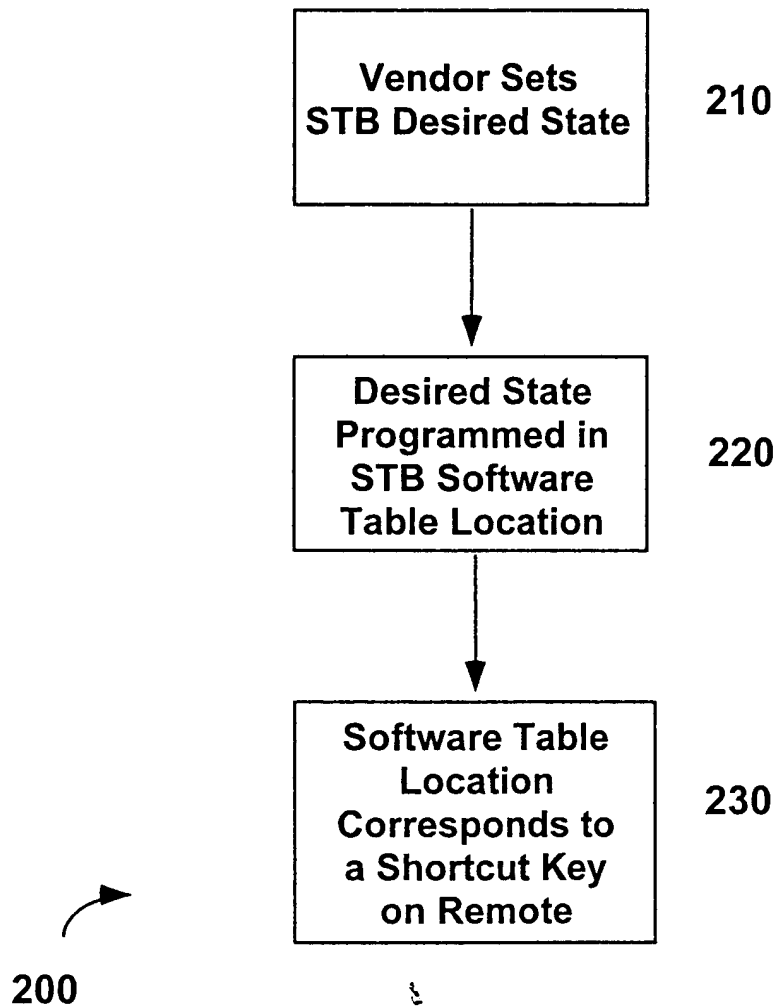 Vendor Sets
STB Desired State
210
Desired State
Programmed in
STB Software
Table Location
220
Software Table
Location
Corresponds to
a Shortcut Key
on Remote
230
200